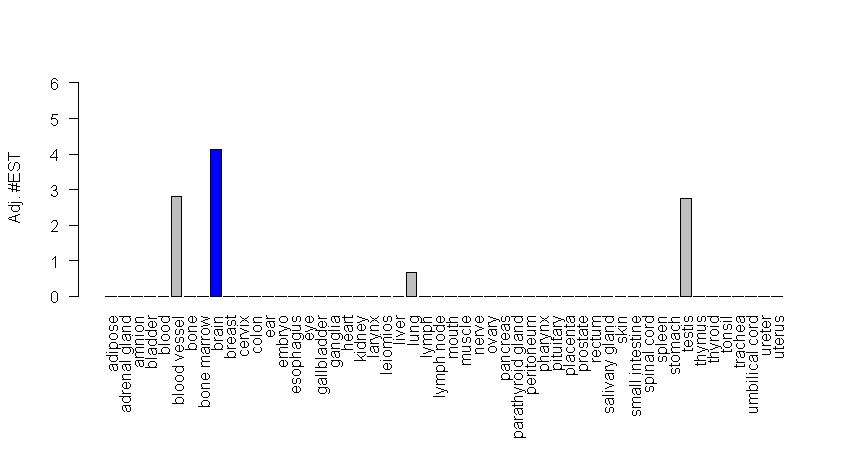 Adj. #EST
6
5
4
3
2
1
0
adipose
adrenal gland
amnion
bladder
blood
blood vessel
bone
bone marrow
brain
breast
cervix
colon
ear
embryo
esophagus
eye
gallbladder
ganglia
heart
kidney
larynx
leiomios
liver
lung
lymph
lymph node
mouth
muscle
nerve
ovary
pancreas
parathyroid gland
peritoneum
pharynx
pituitary
placenta
prostate
rectum
salivary gland
skin
small intestine
spinal cord
spleen
stomach
testis
thymus
thyroid
tonsil
trachea
umbilical cord
ureter
uterus